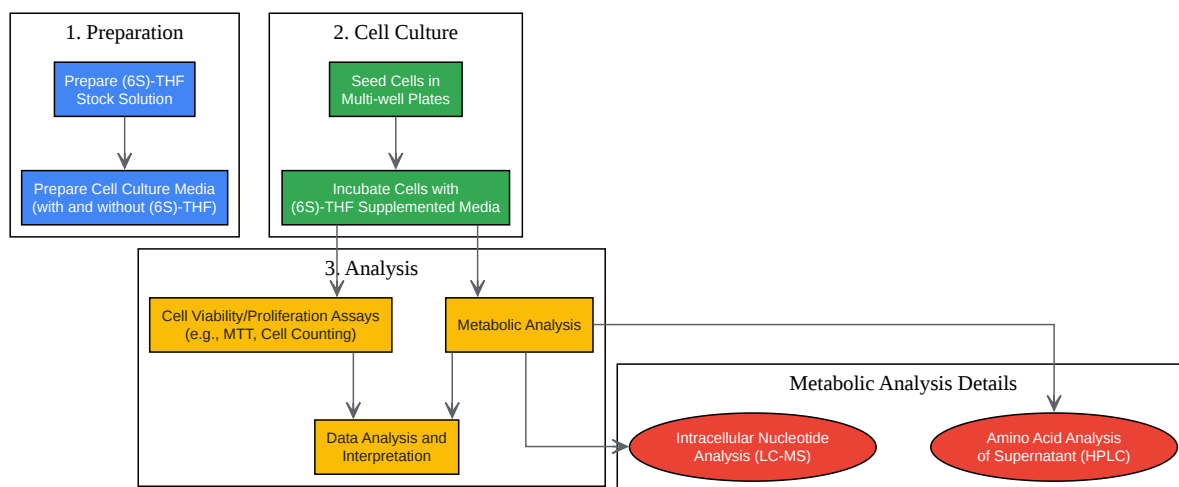 1. Preparation
Prepare (6S)-THF
Stock Solution
Prepare Cell Culture Media
(with and without (6S)-THF)
2. Cell Culture
Seed Cells in
Multi-well Plates
Incubate Cells with
(6S)-THF Supplemented Media
3. Analysis
Cell Viability/Proliferation Assays
(e.g., MTT, Cell Counting)
Metabolic Analysis
Data Analysis and
Interpretation
Metabolic Analysis Details
Intracellular Nucleotide
Analysis (LC-MS)
Amino Acid Analysis
of Supernatant (HPLC)